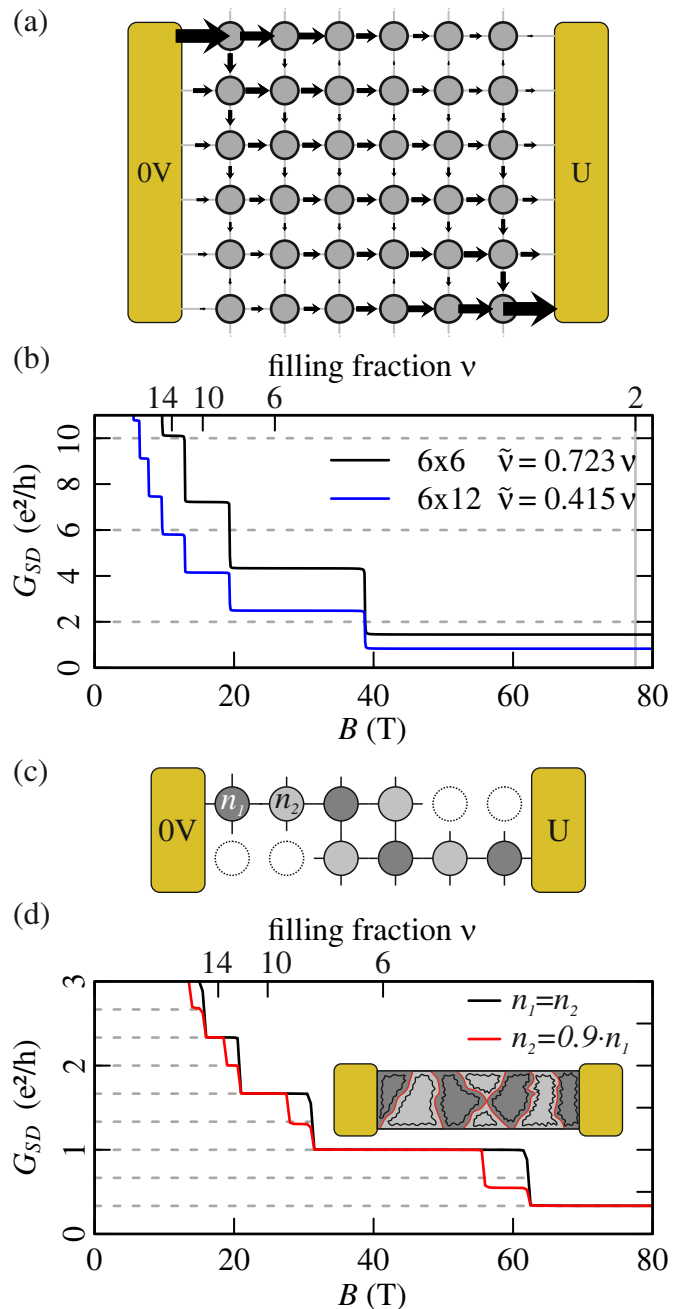 (a)
0V
U
(b)
filling fraction ν
14 10 6 2
G_SD (e²/h)
10
8
6
4
2
0
6x6 ν̃ = 0.723 ν
6x12 ν̃ = 0.415 ν
0 20 40 60 80
B (T)
(c)
0V
n₁ n₂
U
(d)
filling fraction ν
14 10 6
G_SD (e²/h)
3
2
1
0
n₁=n₂
n₂=0.9·n₁
0 20 40 60 80
B (T)